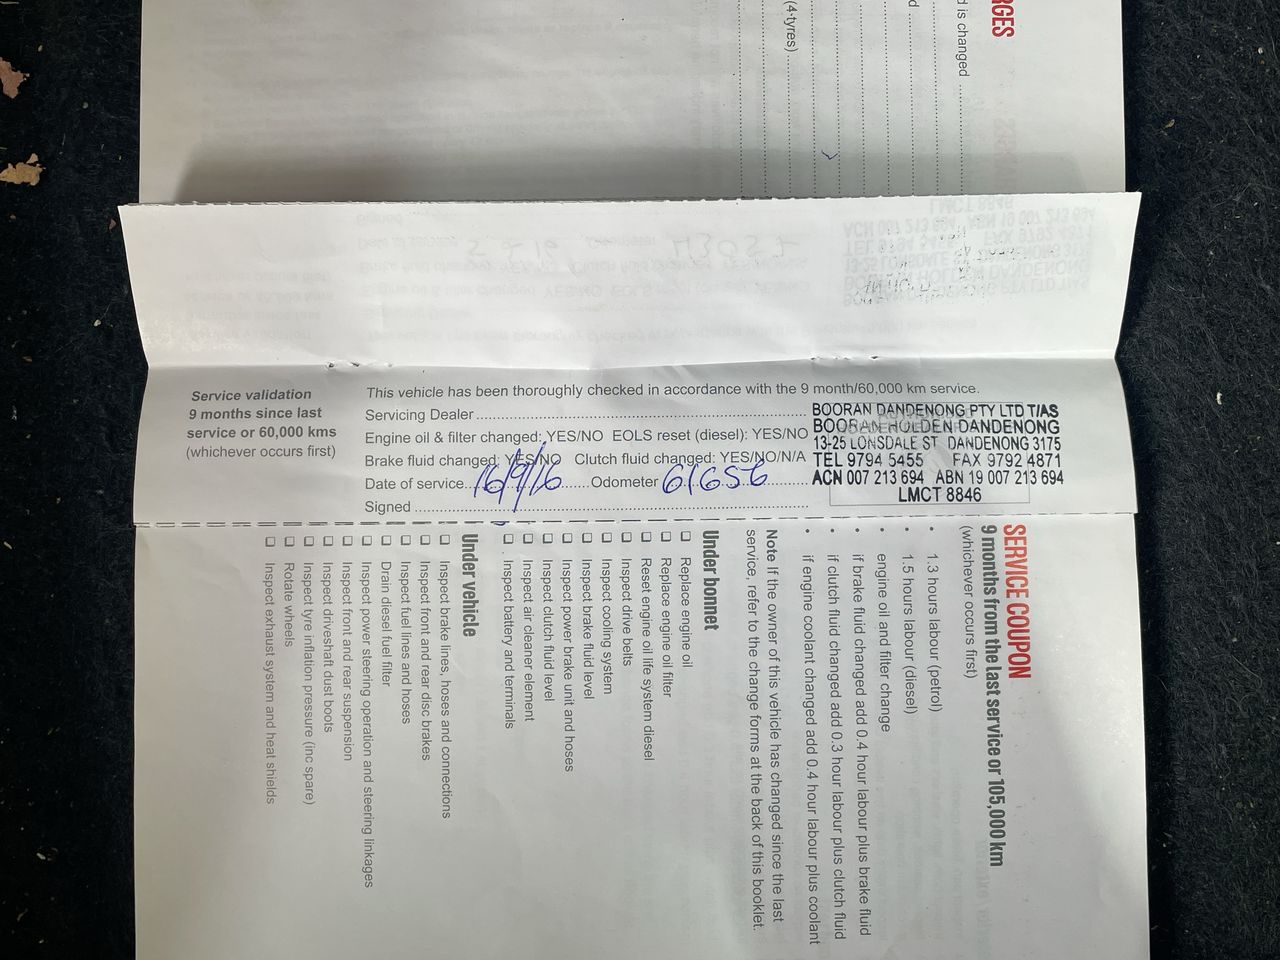 RGES
d is changed
d
(4-tyres)
Service validation
9 months since last
service or 60,000 kms
(whichever occurs first)
This vehicle has been thoroughly checked in accordance with the 9 month/60,000 km service.
Servicing Dealer
Engine oil & filter changed: YES/NO EOLS reset (diesel): YES/NO
Brake fluid changed: YES/NO Clutch fluid changed: YES/NO/N/A
Date of service 16/9/16 Odometer 61656
Signed
BOORAN DANDENONG PTY LTD T/AS
BOORAN HOLDEN DANDENONG
13-25 LONSDALE ST DANDENONG 3175
TEL 9794 5455 FAX 9792 4871
ACN 007 213 694 ABN 19 007 213 694
LMCT 8846
SERVICE COUPON
9 months from the last service or 105,000 km
(whichever occurs first)
• 1.3 hours labour (petrol)
• 1.5 hours labour (diesel)
• engine oil and filter change
• if brake fluid changed add 0.4 hour labour plus brake fluid
• if clutch fluid changed add 0.3 hour labour plus clutch fluid
• if engine coolant changed add 0.4 hour labour plus coolant
Note If the owner of this vehicle has changed since the last
service, refer to the change forms at the back of this booklet.
Under bonnet
❏ Replace engine oil
❏ Replace engine oil filter
❏ Reset engine oil life system diesel
❏ Inspect drive belts
❏ Inspect cooling system
❏ Inspect brake fluid level
❏ Inspect power brake unit and hoses
❏ Inspect clutch fluid level
❏ Inspect air cleaner element
❏ Inspect battery and terminals
Under vehicle
❏ Inspect brake lines, hoses and connections
❏ Inspect front and rear disc brakes
❏ Inspect fuel lines and hoses
❏ Drain diesel fuel filter
❏ Inspect power steering operation and steering linkages
❏ Inspect front and rear suspension
❏ Inspect driveshaft dust boots
❏ Inspect tyre inflation pressure (inc spare)
❏ Rotate wheels
❏ Inspect exhaust system and heat shields